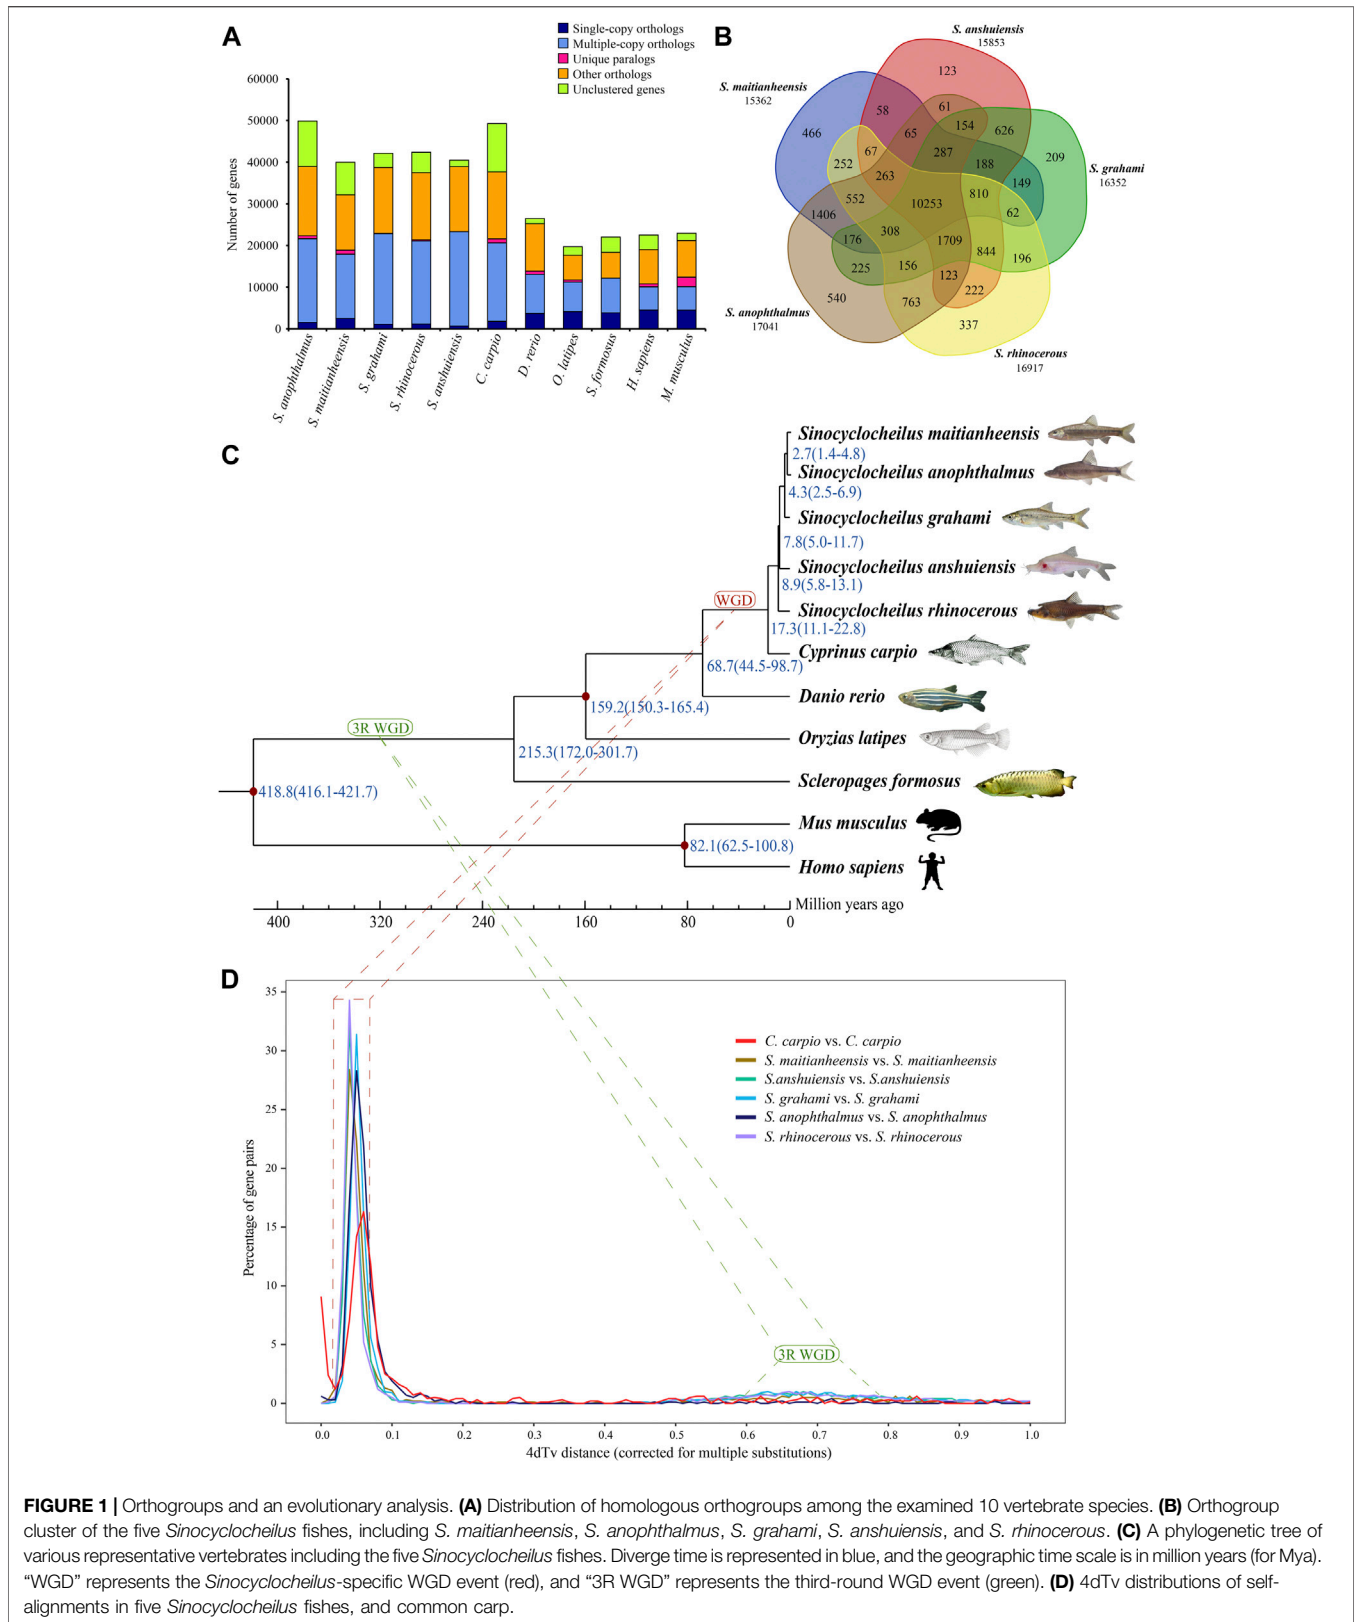 A
Single-copy orthologs
Multiple-copy orthologs
Unique paralogs
Other orthologs
Unclustered genes
Number of genes
60000
50000
40000
30000
20000
10000
0
S. anophthalmus
S. maitianheensis
S. grahami
S. rhinocerous
S. anshuiensis
C. carpio
D. rerio
O. latipes
S. formosus
H. sapiens
M. musculus
B
S. anshuiensis
15853
S. maitianheensis
15362
S. grahami
16352
S. anophthalmus
17041
S. rhinocerous
16917
123
58
61
466
65
154
626
67
287
188
209
252
263
149
552
10253
810
62
1406
308
176
1709
844
196
225
156
123
540
763
222
337
C
Sinocyclocheilus maitianheensis
2.7(1.4-4.8)
Sinocyclocheilus anophthalmus
4.3(2.5-6.9)
Sinocyclocheilus grahami
7.8(5.0-11.7)
Sinocyclocheilus anshuiensis
8.9(5.8-13.1)
WGD
Sinocyclocheilus rhinocerous
17.3(11.1-22.8)
Cyprinus carpio
68.7(44.5-98.7)
Danio rerio
159.2(150.3-165.4)
3R WGD
Oryzias latipes
215.3(172.0-301.7)
Scleropages formosus
418.8(416.1-421.7)
Mus musculus
82.1(62.5-100.8)
Homo sapiens
Million years ago
400 320 240 160 80 0
D
35
30
25
20
15
10
5
0
Percentage of gene pairs
C. carpio vs. C. carpio
S. maitianheensis vs. S. maitianheensis
S.anshuiensis vs. S.anshuiensis
S. grahami vs. S. grahami
S. anophthalmus vs. S. anophthalmus
S. rhinocerous vs. S. rhinocerous
3R WGD
0.0 0.1 0.2 0.3 0.4 0.5 0.6 0.7 0.8 0.9 1.0
4dTv distance (corrected for multiple substitutions)
FIGURE 1 | Orthogroups and an evolutionary analysis. (A) Distribution of homologous orthogroups among the examined 10 vertebrate species. (B) Orthogroup
cluster of the five Sinocyclocheilus fishes, including S. maitianheensis, S. anophthalmus, S. grahami, S. anshuiensis, and S. rhinocerous. (C) A phylogenetic tree of
various representative vertebrates including the five Sinocyclocheilus fishes. Diverge time is represented in blue, and the geographic time scale is in million years (for Mya).
“WGD” represents the Sinocyclocheilus-specific WGD event (red), and “3R WGD” represents the third-round WGD event (green). (D) 4dTv distributions of self-
alignments in five Sinocyclocheilus fishes, and common carp.